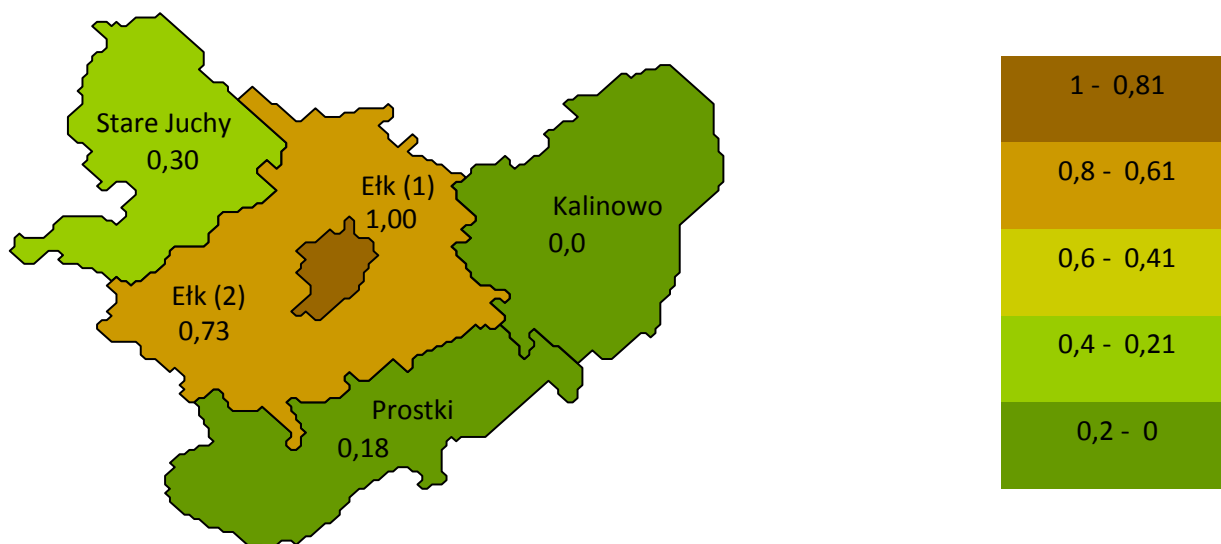 Stare Juchy
0,30
Ełk (1)
1,00
Kalinowo
0,0
Ełk (2)
0,73
Prostki
0,18
1 - 0,81
0,8 - 0,61
0,6 - 0,41
0,4 - 0,21
0,2 - 0